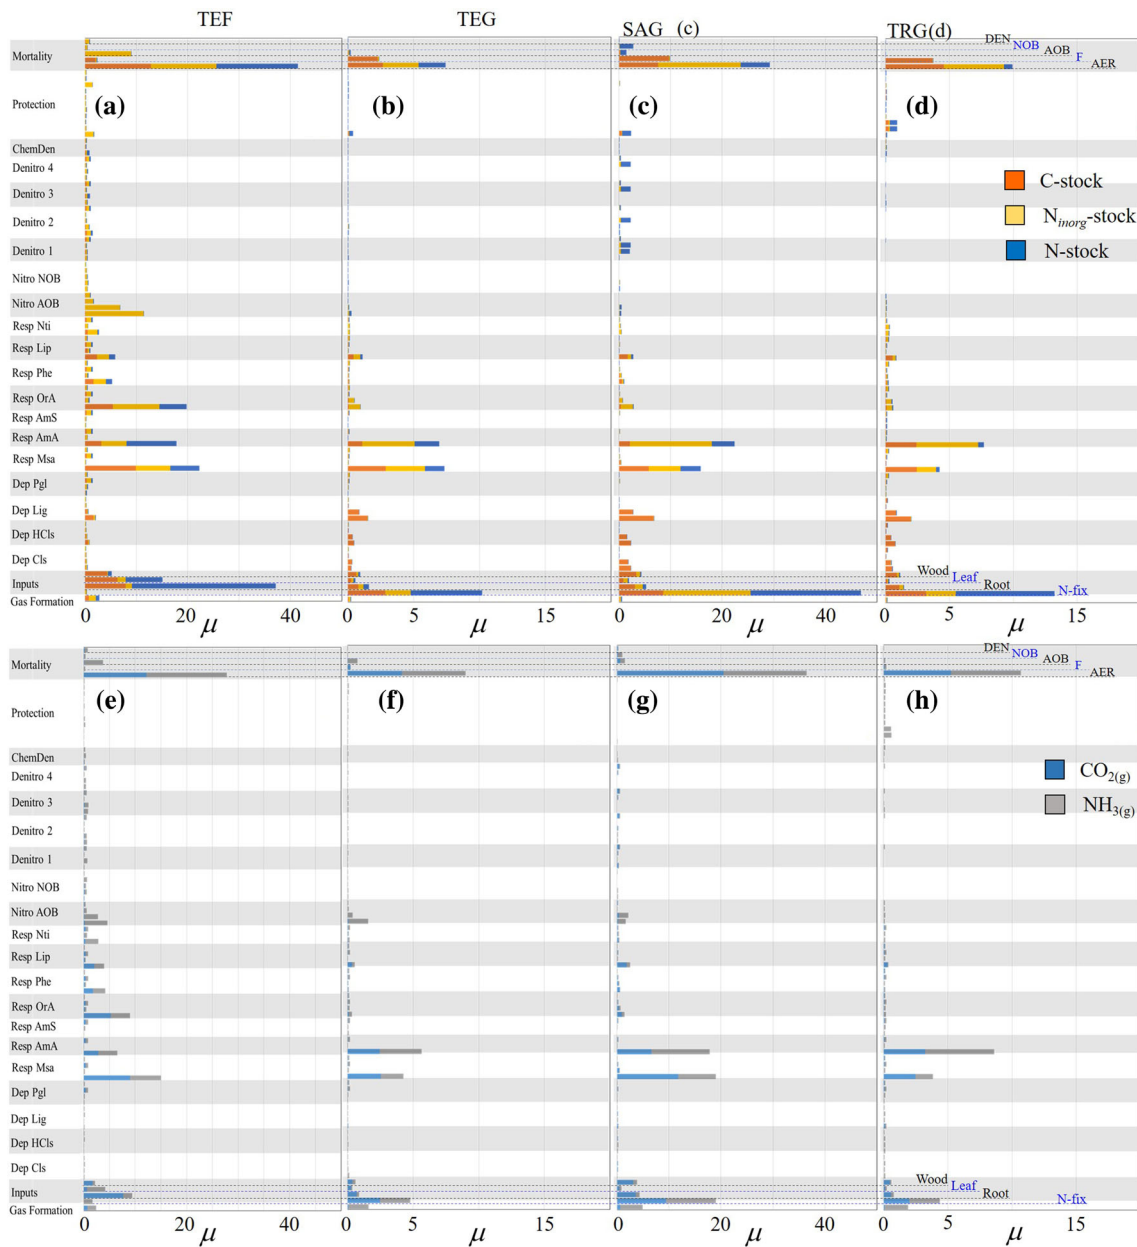 TEF
TEG
SAG (c)
TRG(d)
DEN
NOB
AOB
F
AER
Mortality
Protection
ChemDen
Denitro 4
Denitro 3
Denitro 2
Denitro 1
Nitro NOB
Nitro AOB
Resp Nti
Resp Lip
Resp Phe
Resp OrA
Resp AmS
Resp AmA
Resp Msa
Dep Pgl
Dep Lig
Dep HCls
Dep Cls
Inputs
Gas Formation
(a)
(b)
(c)
(d)
C-stock
Ninorg-stock
N-stock
Wood
Leaf
Root
N-fix
0 20 40
0 15
0 20 40
0 5 10 15
μ μ μ μ
DEN
NOB
AOB
F
AER
Mortality
Protection
ChemDen
Denitro 4
Denitro 3
Denitro 2
Denitro 1
Nitro NOB
Nitro AOB
Resp Nti
Resp Lip
Resp Phe
Resp OrA
Resp AmS
Resp AmA
Resp Msa
Dep Pgl
Dep Lig
Dep HCls
Dep Cls
Inputs
Gas Formation
(e)
(f)
(g)
(h)
CO2(g)
NH3(g)
Wood
Leaf
Root
N-fix
0 20 40
0 15
0 20 40
0 5 10 15
μ μ μ μ